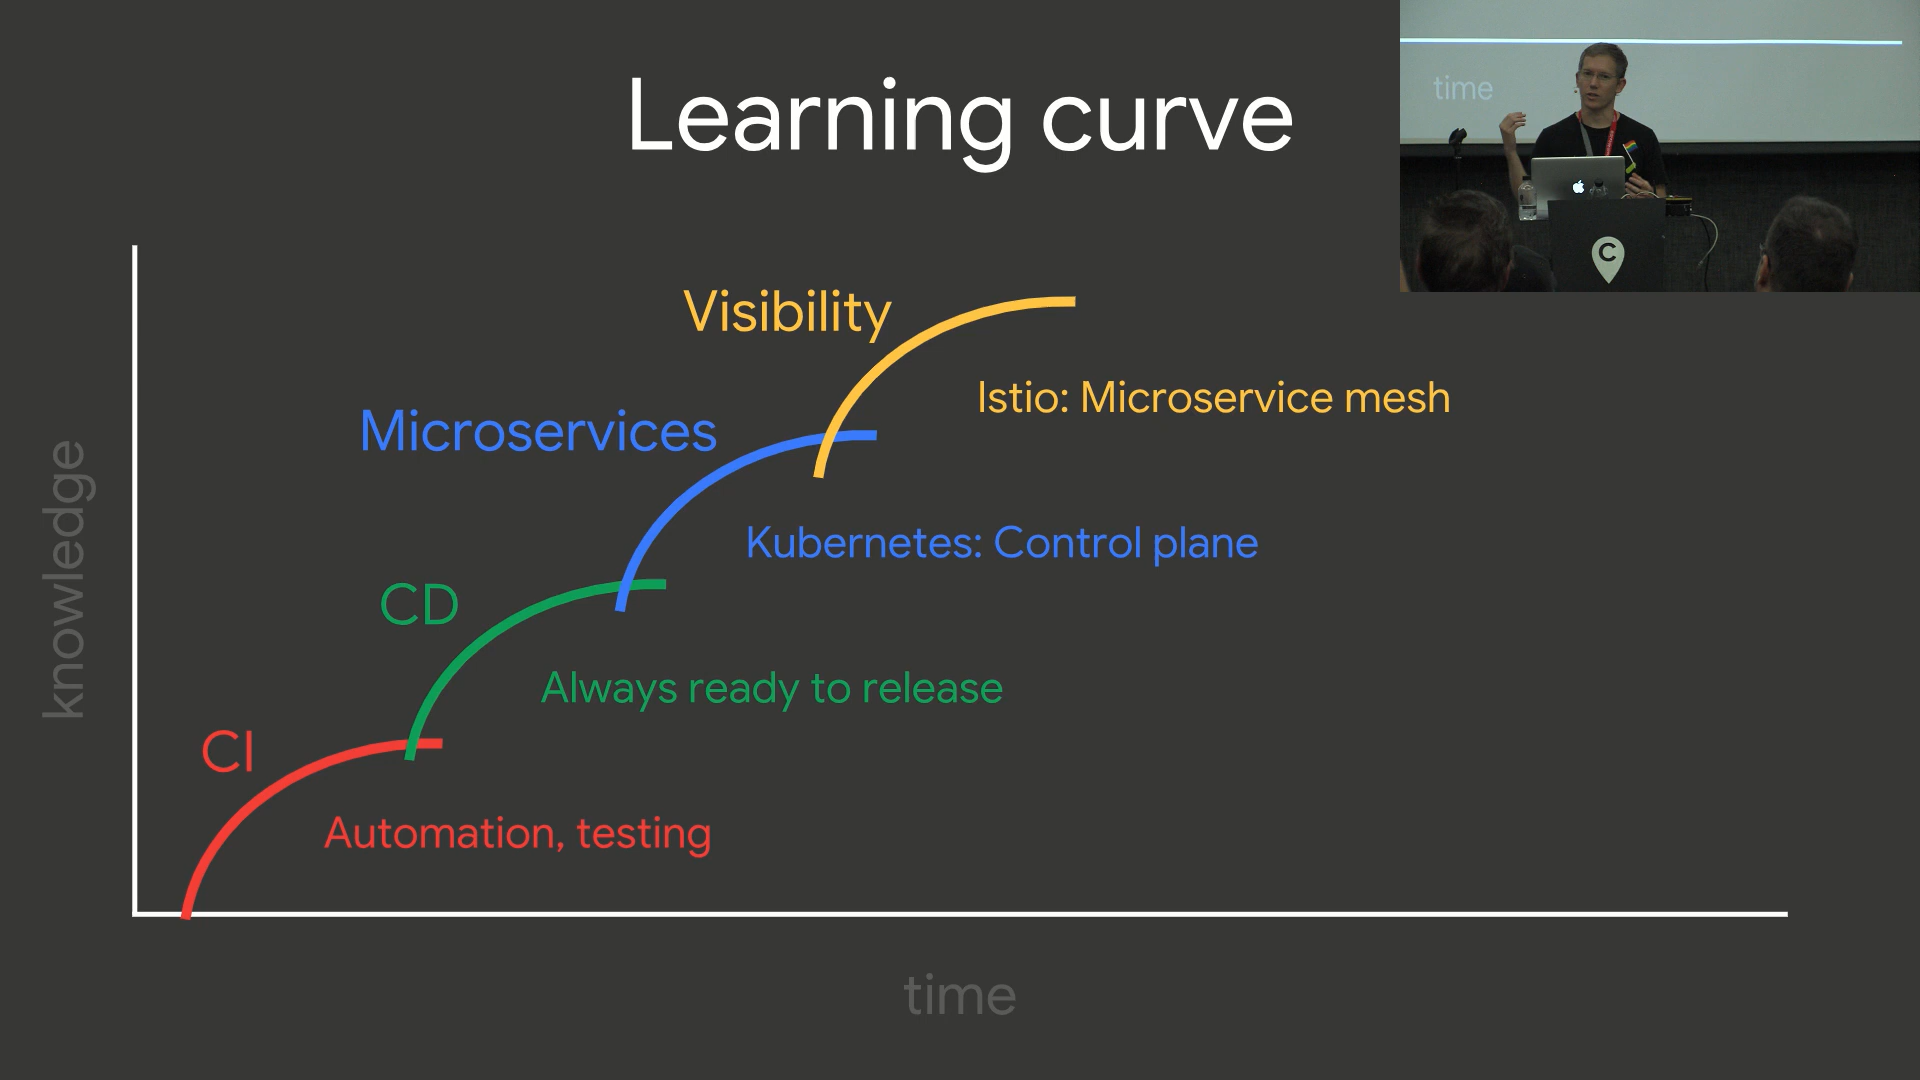 Learning curve
time
C
Visibility
Istio: Microservice mesh
Microservices
Kubernetes: Control plane
CD
Always ready to release
CI
Automation, testing
knowledge
time